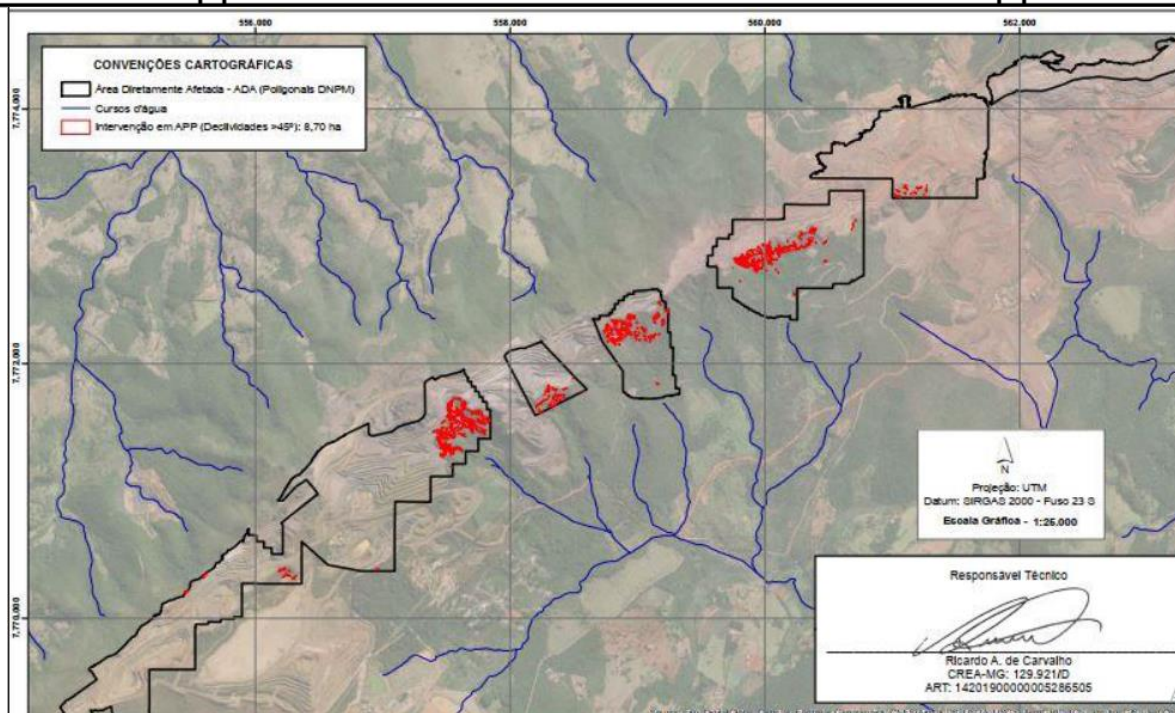 556.000
558.000
560.000
562.000
CONVENÇÕES CARTOGRÁFICAS
Área Diretamente Afetada - ADA (Poligonais DNPM)
Cursos d'água
Intervenção em APP (Declividades >45º): 8,70 ha
7,774,000
7,772,000
7,770,000
N
Projeção: UTM
Datum: SIRGAS 2000 - Fuso 23 S
Escala Gráfica - 1:25.000
Responsável Técnico
Ricardo A. de Carvalho
CREA-MG: 129.921/D
ART: 14201900000005286505